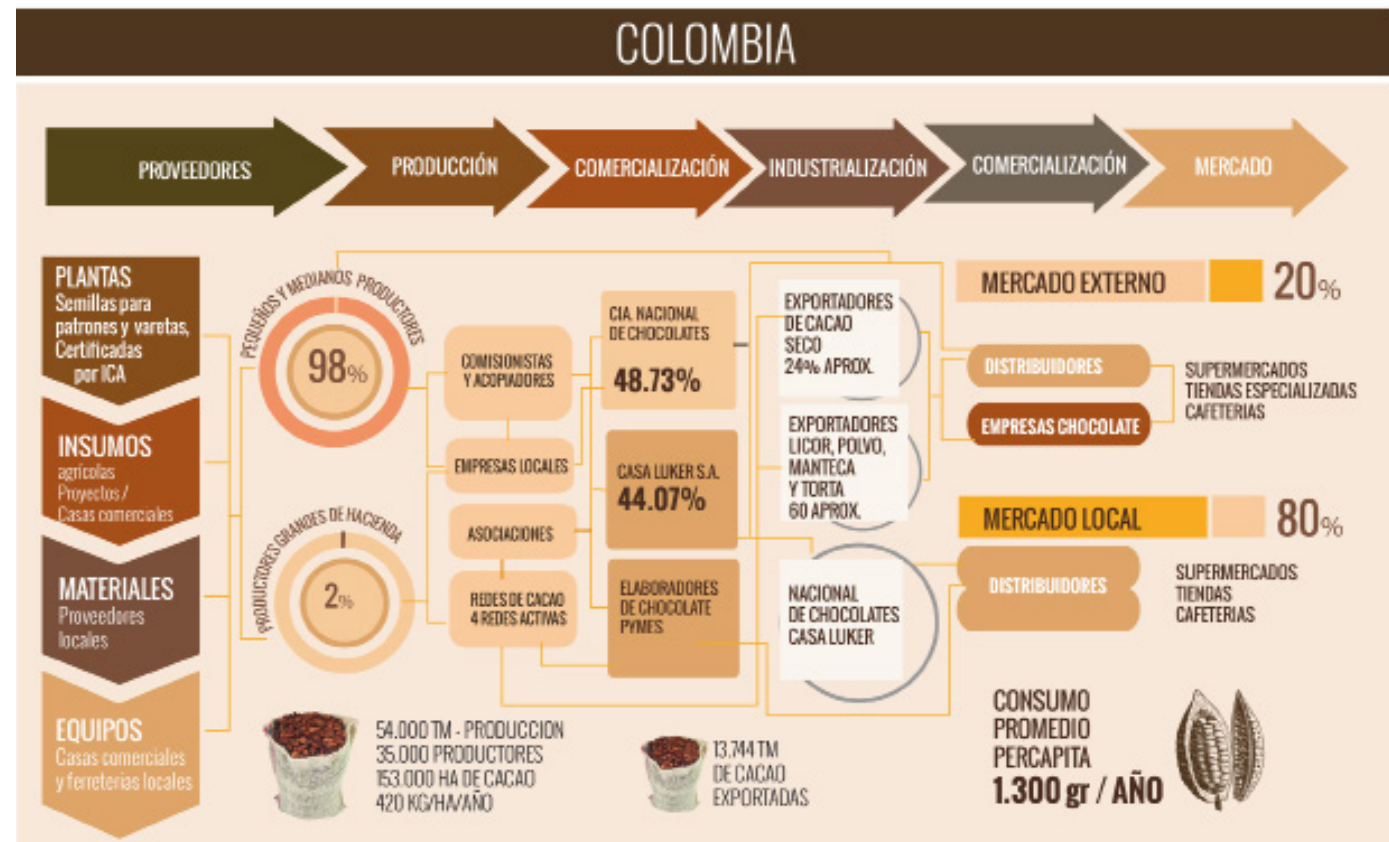 COLOMBIA
PROVEEDORES
PRODUCCIÓN
COMERCIALIZACIÓN
INDUSTRIALIZACIÓN
COMERCIALIZACIÓN
MERCADO
PLANTAS
Semillas para
patrones y varetas,
Certificadas
por ICA
INSUMOS
agrícolas
Proyectos /
Casas comerciales
MATERIALES
Proveedores
locales
EQUIPOS
Casas comerciales
y ferreterias locales
PEQUEÑOS Y MEDIANOS PRODUCTORES
98%
PRODUCTORES GRANDES DE HACIENDA
2%
COMISIONISTAS
Y ACOPIADORES
EMPRESAS LOCALES
ASOCIACIONES
REDES DE CACAO
4 REDES ACTIVAS
CIA. NACIONAL
DE CHOCOLATES
48.73%
CASA LUKER S.A.
44.07%
ELABORADORES
DE CHOCOLATE
PYMES
EXPORTADORES
DE CACAO
SECO
24% APROX.
EXPORTADORES
LICOR, POLVO,
MANTECA
Y TORTA
60 APROX.
NACIONAL
DE CHOCOLATES
CASA LUKER
MERCADO EXTERNO
20%
DISTRIBUIDORES
EMPRESAS CHOCOLATE
SUPERMERCADOS
TIENDAS ESPECIALIZADAS
CAFETERIAS
MERCADO LOCAL
80%
DISTRIBUIDORES
SUPERMERCADOS
TIENDAS
CAFETERIAS
54.000 TM - PRODUCCION
35.000 PRODUCTORES
153.000 HA DE CACAO
420 KG/HA/AÑO
13.744 TM
DE CACAO
EXPORTADAS
CONSUMO
PROMEDIO
PERCAPITA
1.300 gr / AÑO